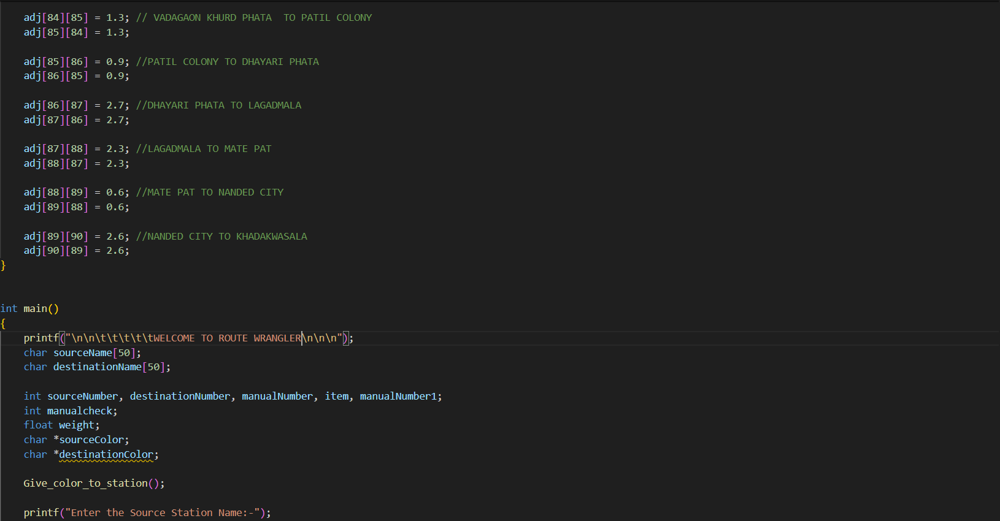 adj[84][85] = 1.3; // VADAGAON KHURD PHATA  TO PATIL COLONY
adj[85][84] = 1.3;
adj[85][86] = 0.9; //PATIL COLONY TO DHAYARI PHATA
adj[86][85] = 0.9;
adj[86][87] = 2.7; //DHAYARI PHATA TO LAGADMALA
adj[87][86] = 2.7;
adj[87][88] = 2.3; //LAGADMALA TO MATE PAT
adj[88][87] = 2.3;
adj[88][89] = 0.6; //MATE PAT TO NANDED CITY
adj[89][88] = 0.6;
adj[89][90] = 2.6; //NANDED CITY TO KHADAKWASALA
adj[90][89] = 2.6;
}
int main()
{
printf("\n\n\t\t\t\t\tWELCOME TO ROUTE WRANGLER\n\n\n");
char sourceName[50];
char destinationName[50];
int sourceNumber, destinationNumber, manualNumber, item, manualNumber1;
int manualcheck;
float weight;
char *sourceColor;
char *destinationColor;
Give_color_to_station();
printf("Enter the Source Station Name:-");